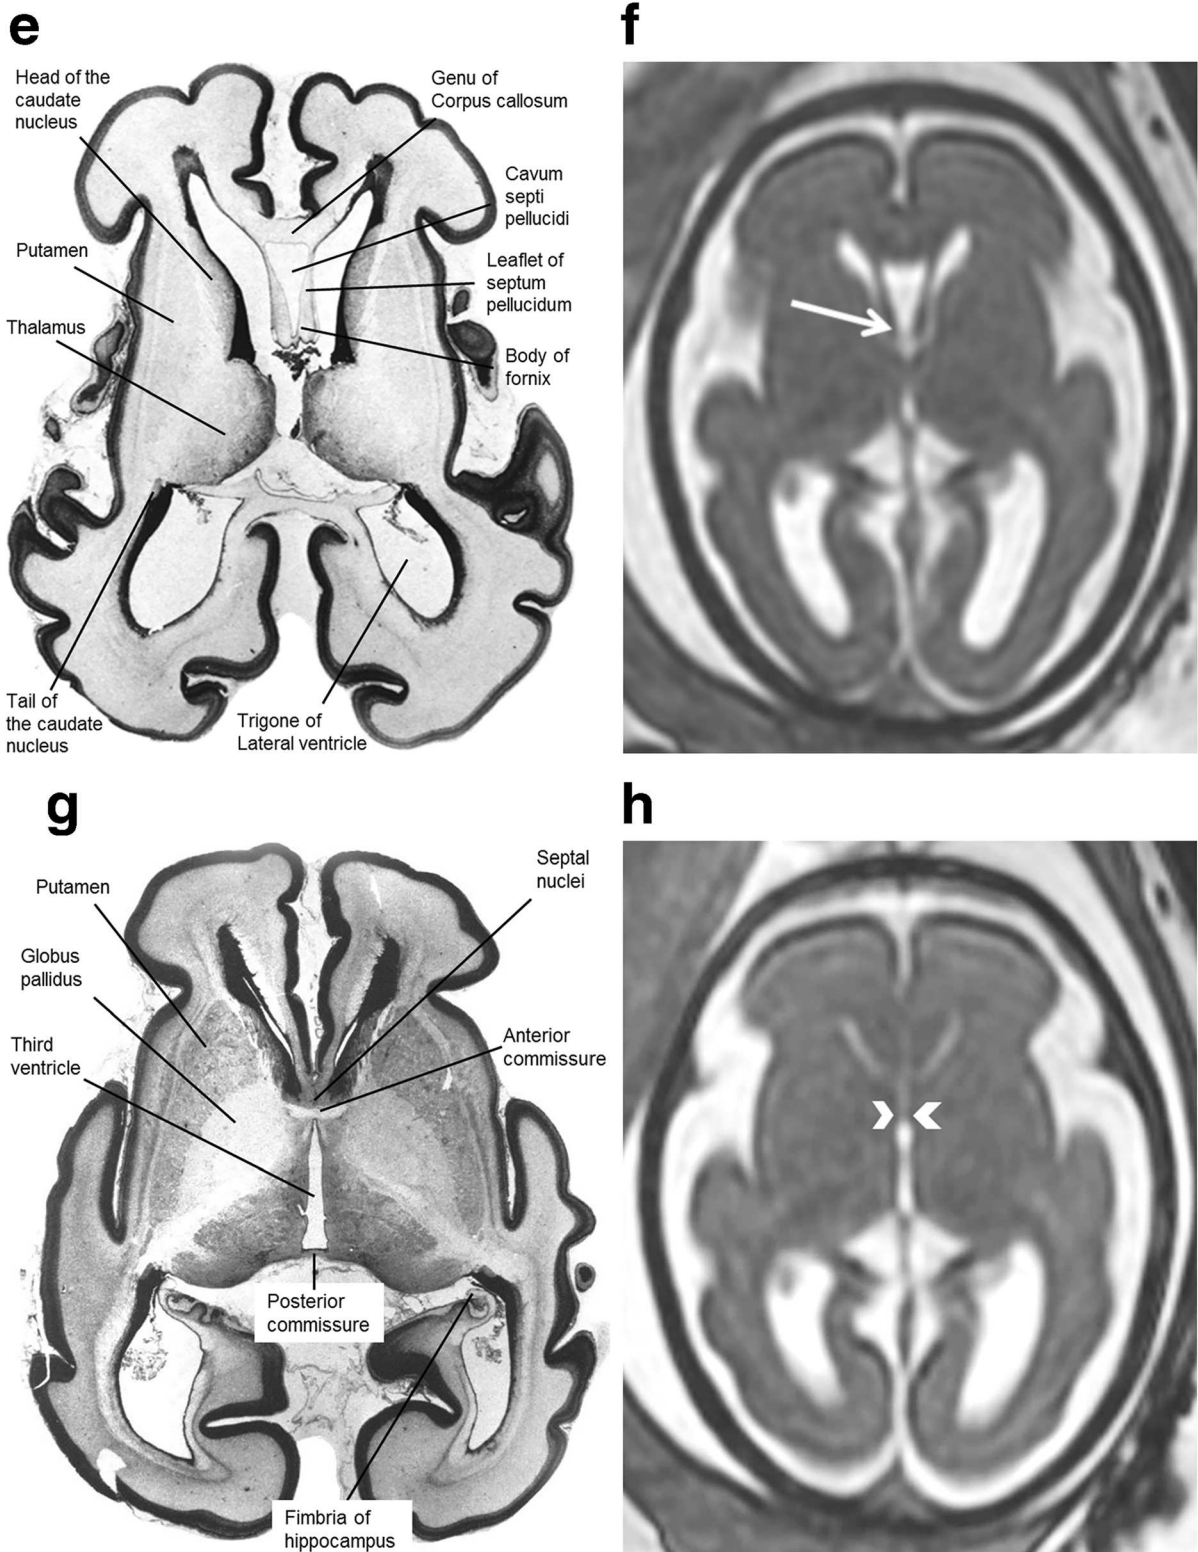 e
f
Head of the
caudate
nucleus
Genu of
Corpus callosum
Cavum
septi
pellucidi
Putamen
Leaflet of
septum
pellucidum
Thalamus
Body of
fornix
Tail of
the caudate
nucleus
Trigone of
Lateral ventricle
g
h
Septal
nuclei
Putamen
Globus
pallidus
Third
ventricle
Anterior
commissure
Posterior
commissure
Fimbria of
hippocampus